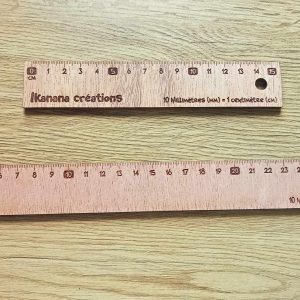 0 1 2 3 4 5 6 7 8 9 10 11 12 13 14 15
CM
ikanana créations
10 Millimètres (mm) = 1 centimètre (cm)
6 7 8 9 10 11 12 13 14 15 16 17 18 19 20 21 22 23
10